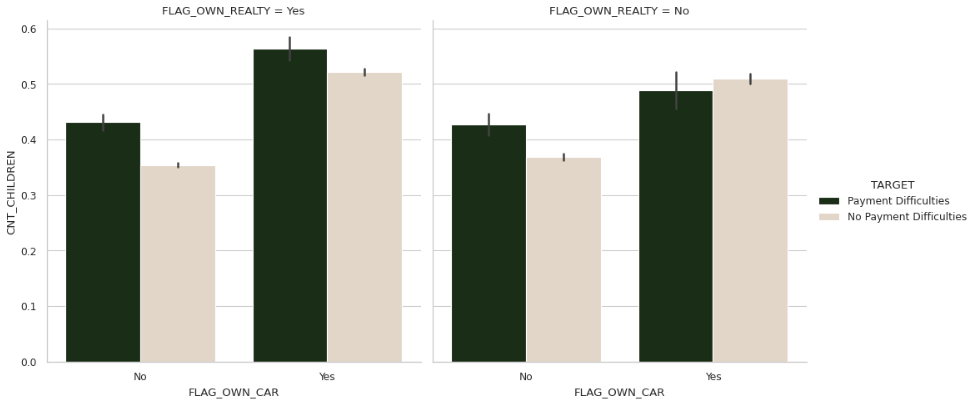 FLAG_OWN_REALTY = Yes
FLAG_OWN_REALTY = No
0.6
0.5
0.4
0.3
0.2
0.1
0.0
CNT_CHILDREN
No
Yes
No
Yes
FLAG_OWN_CAR
FLAG_OWN_CAR
TARGET
Payment Difficulties
No Payment Difficulties